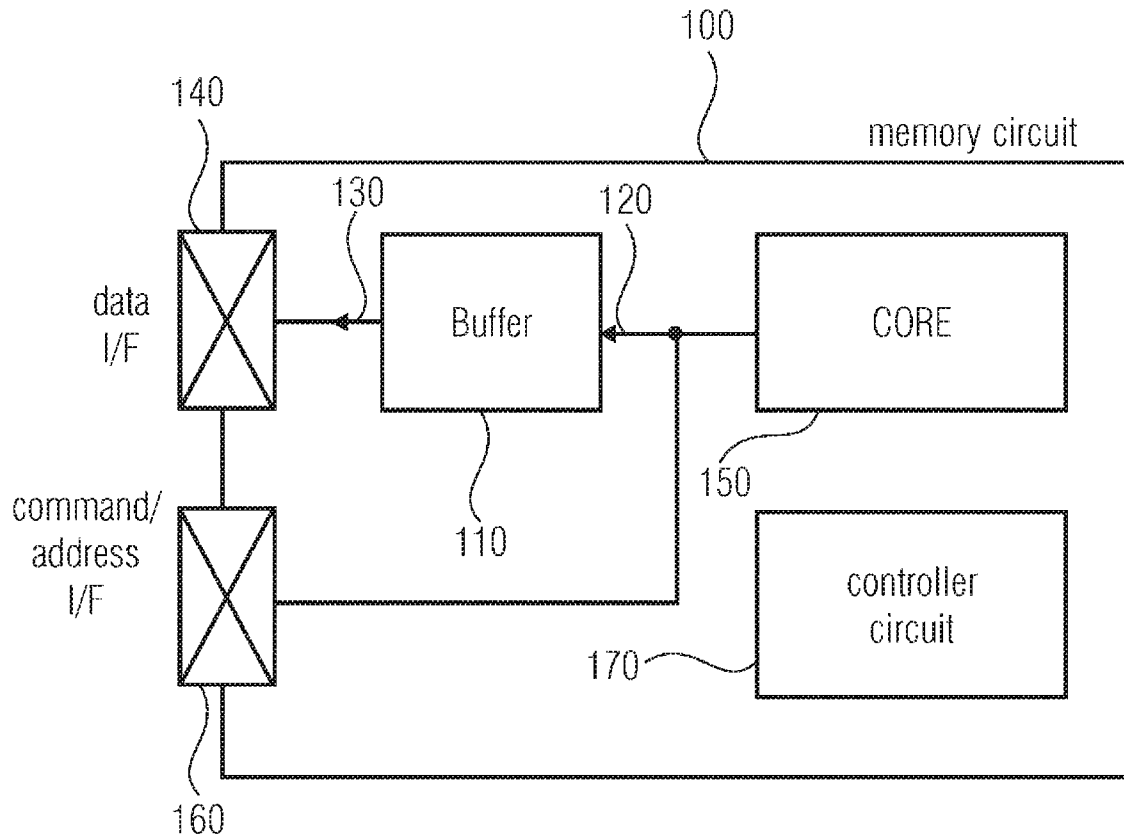 100
140
memory circuit
130
120
data
I/F
Buffer
CORE
150
command/
address
I/F
110
controller
circuit
170
160